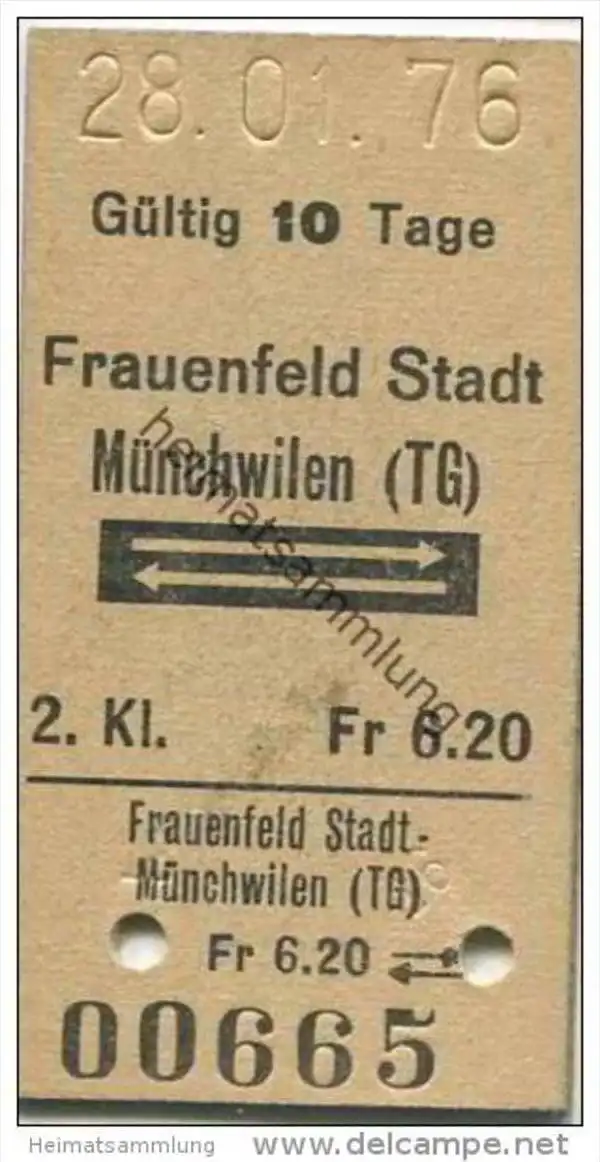 28.01.76
Gültig 10 Tage
Frauenfeld Stadt
Münchwilen (TG)
heimatsammlung
2. Kl. Fr 6.20
Frauenfeld Stadt-
Münchwilen (TG)
Fr 6.20
00665
Heimatsammlung www.delcampe.net